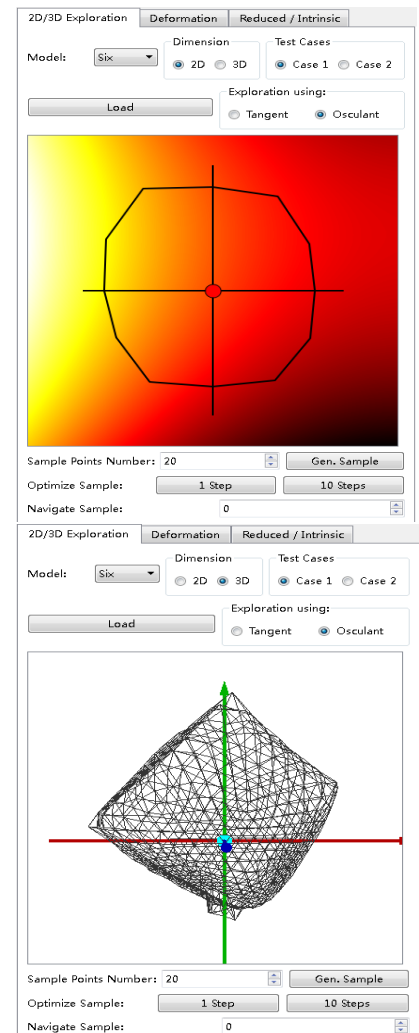 2D/3D Exploration Deformation Reduced / Intrinsic
Dimension Test Cases
Model: Six 2D 3D Case 1 Case 2
Exploration using:
Load Tangent Osculant
Sample Points Number: 20 Gen. Sample
Optimize Sample: 1 Step 10 Steps
Navigate Sample: 0
2D/3D Exploration Deformation Reduced / Intrinsic
Dimension Test Cases
Model: Six 2D 3D Case 1 Case 2
Exploration using:
Load Tangent Osculant
Sample Points Number: 20 Gen. Sample
Optimize Sample: 1 Step 10 Steps
Navigate Sample: 0